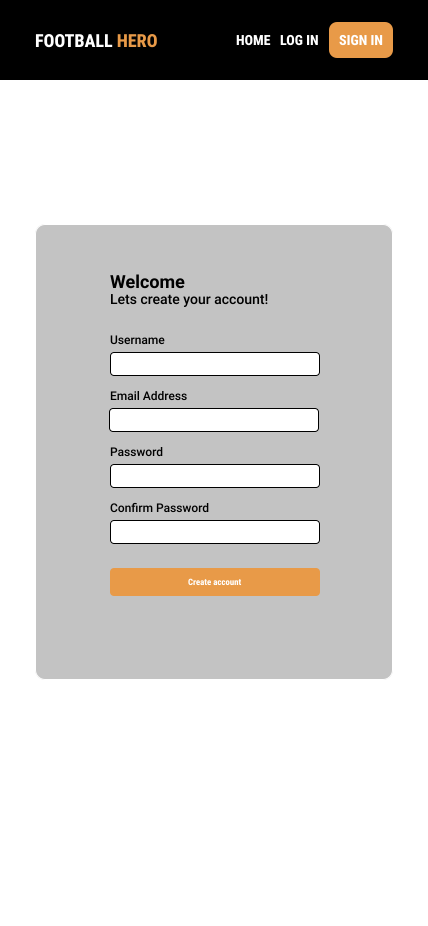 FOOTBALL HERO HOME LOG IN SIGN IN
Welcome
Lets create your account!
Username
Email Address
Password
Confirm Password
Create account